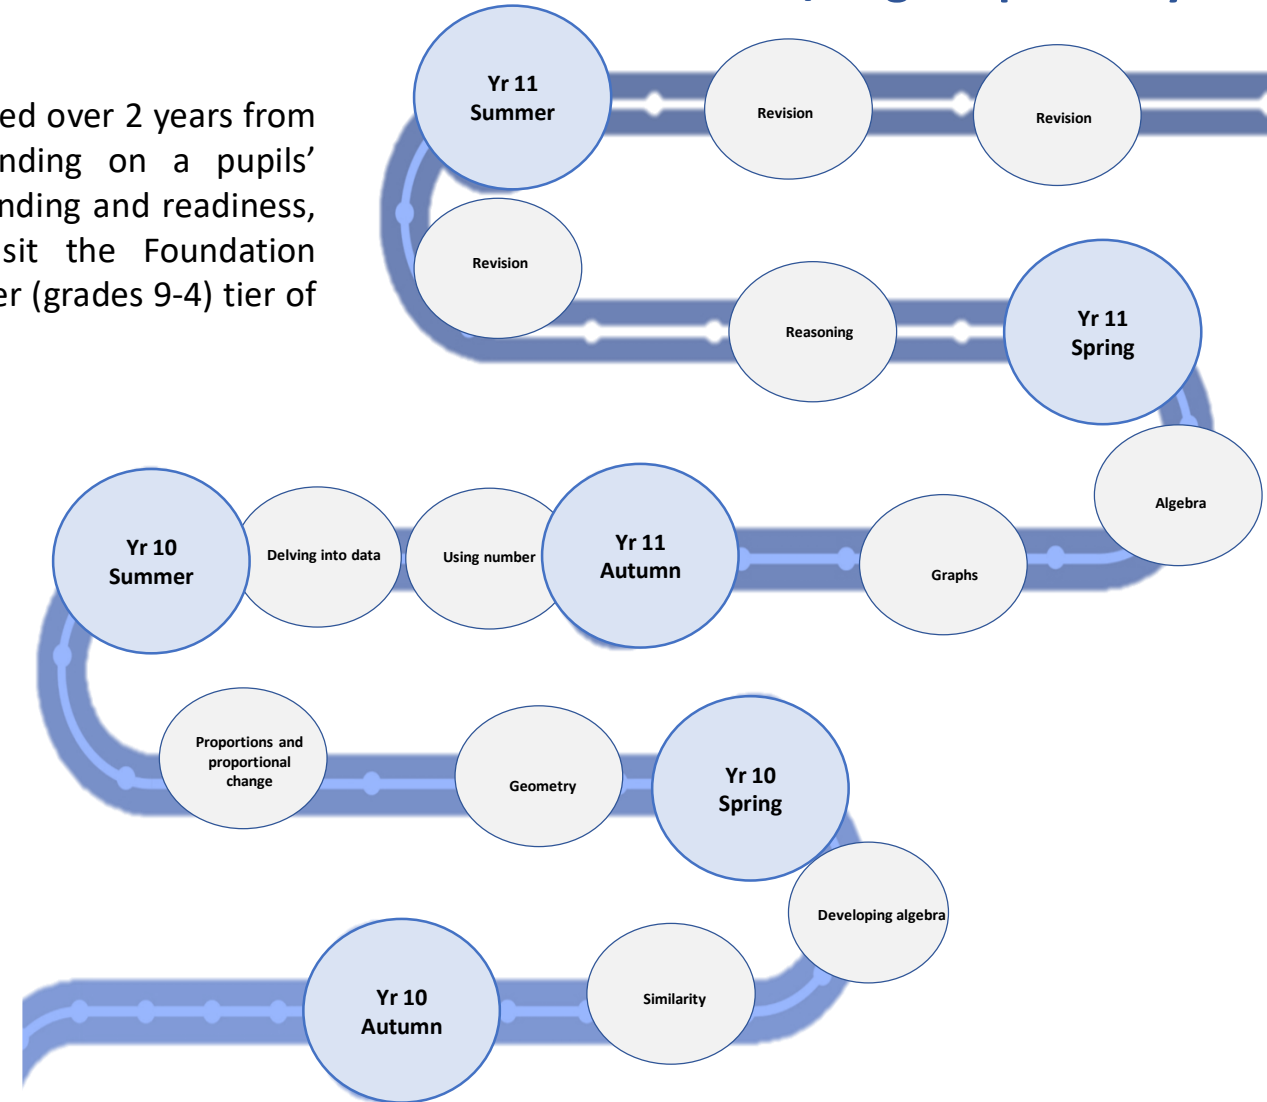 Yr 11
Summer
Revision
Revision
ed over 2 years from
nding on a pupils’
nding and readiness,
sit the Foundation
er (grades 9-4) tier of
Revision
Reasoning
Yr 11
Spring
Algebra
Yr 10
Summer
Delving into data
Using number
Yr 11
Autumn
Graphs
Proportions and
proportional
change
Geometry
Yr 10
Spring
Developing algebra
Yr 10
Autumn
Similarity